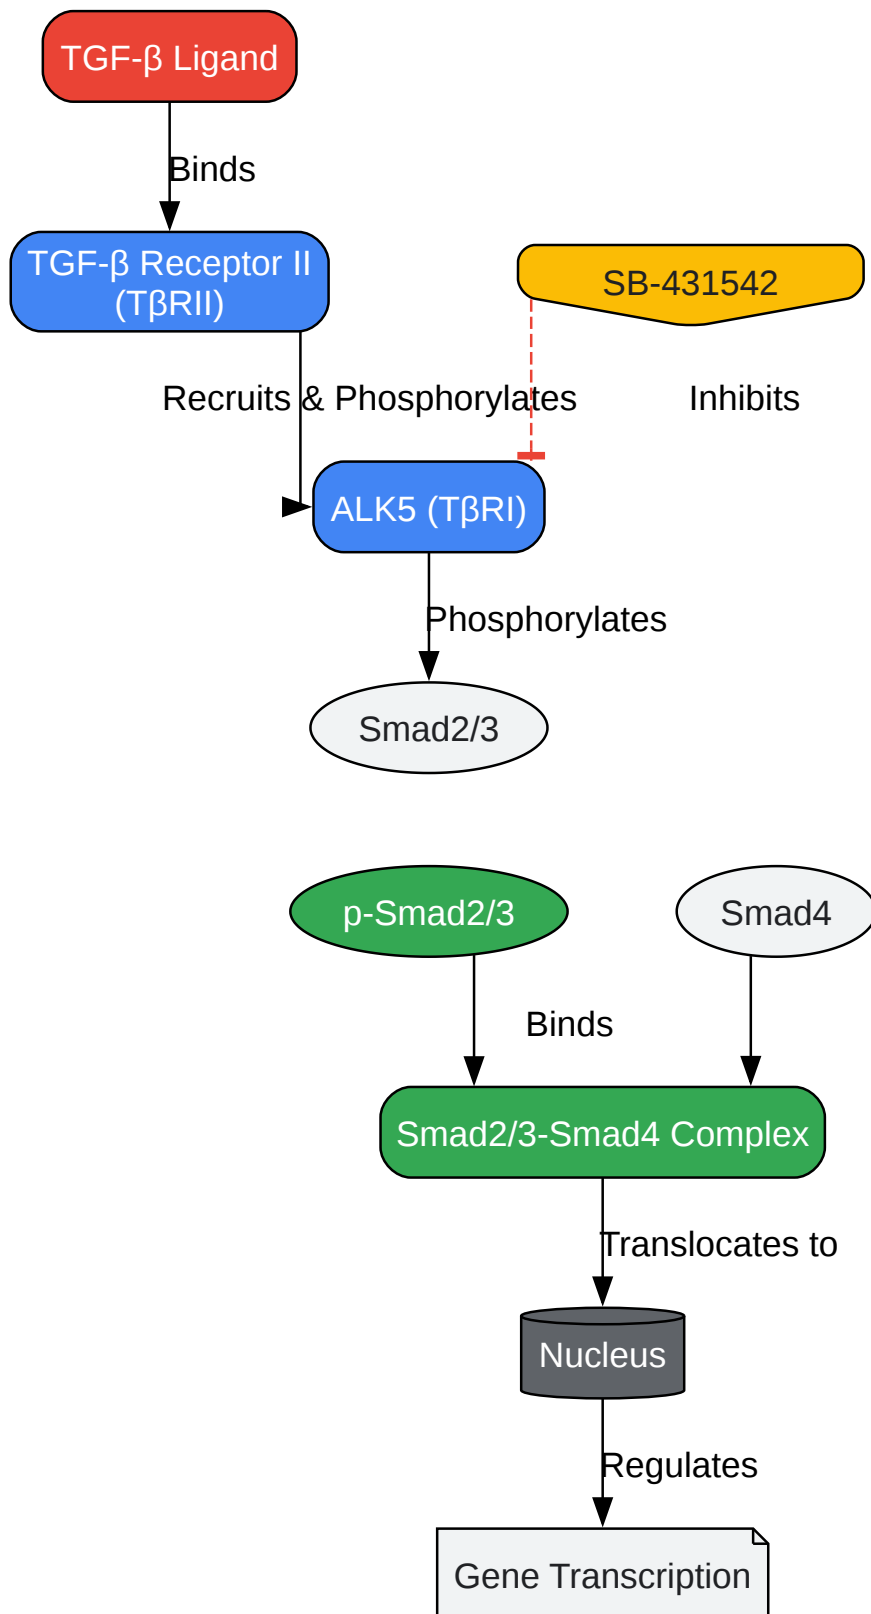 TGF-β Ligand
Binds
TGF-β Receptor II
(TβRII)
SB-431542
Recruits & Phosphorylates
Inhibits
ALK5 (TβRI)
Phosphorylates
Smad2/3
p-Smad2/3
Smad4
Binds
Smad2/3-Smad4 Complex
Translocates to
Nucleus
Regulates
Gene Transcription